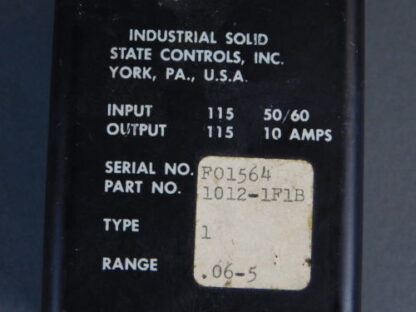 INDUSTRIAL SOLID
STATE CONTROLS, INC.
YORK, PA., U.S.A.
INPUT 115 50/60
OUTPUT 115 10 AMPS
SERIAL NO. F01564
PART NO. 1012-1F1B
TYPE 1
RANGE .06-5